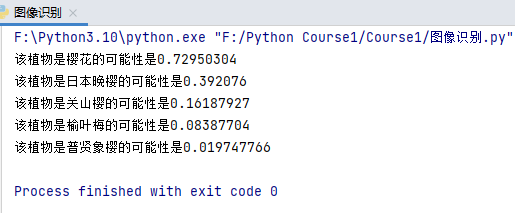 图像识别
F:\Python3.10\python.exe "F:/Python Course1/Course1/图像识别.py"
该植物是樱花的可能性是0.72950304
该植物是日本晚樱的可能性是0.392076
该植物是关山樱的可能性是0.16187927
该植物是榆叶梅的可能性是0.08387704
该植物是普贤象樱的可能性是0.019747766
Process finished with exit code 0